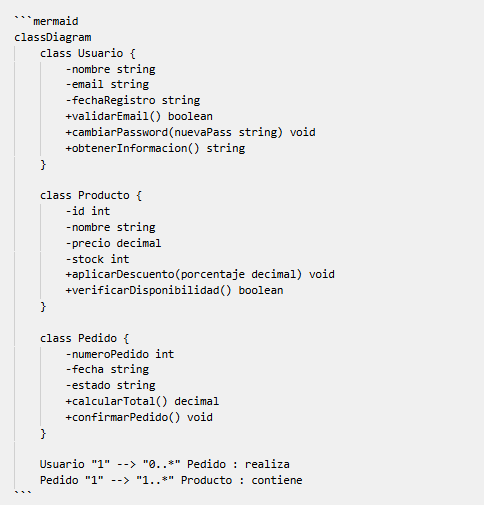 ```mermaid
classDiagram
    class Usuario {
        -nombre string
        -email string
        -fechaRegistro string
        +validarEmail() boolean
        +cambiarPassword(nuevaPass string) void
        +obtenerInformacion() string
    }

    class Producto {
        -id int
        -nombre string
        -precio decimal
        -stock int
        +aplicarDescuento(porcentaje decimal) void
        +verificarDisponibilidad() boolean
    }

    class Pedido {
        -numeroPedido int
        -fecha string
        -estado string
        +calcularTotal() decimal
        +confirmarPedido() void
    }

    Usuario "1" --> "0..*" Pedido : realiza
    Pedido "1" --> "1..*" Producto : contiene
```